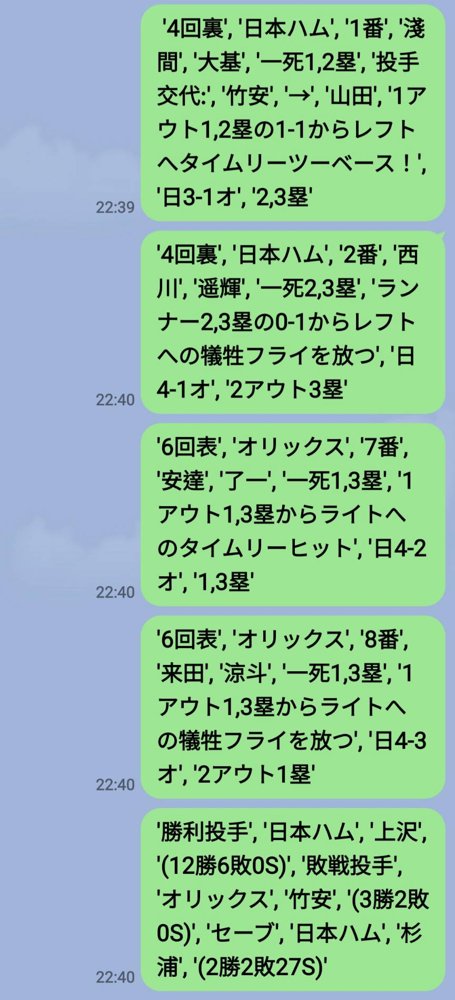 '4回裏', '日本ハム', '1番', '淺
間', '大基', '一死1,2塁', '投手
交代:', '竹安', '→', '山田', '1ア
ウト1,2塁の1-1からレフト
へタイムリーツーベース！',
'日3-1オ', '2,3塁'
22:39
'4回裏', '日本ハム', '2番', '西
川', '遥輝', '一死2,3塁', 'ラン
ナー2,3塁の0-1からレフト
への犠牲フライを放つ', '日
4-1オ', '2アウト3塁'
22:40
'6回表', 'オリックス', '7番',
'安達', '了一', '一死1,3塁', '1
アウト1,3塁からライトへ
のタイムリーヒット', '日4-2
オ', '1,3塁'
22:40
'6回表', 'オリックス', '8番',
'来田', '涼斗', '一死1,3塁', '1
アウト1,3塁からライトへ
の犠牲フライを放つ', '日4-3
オ', '2アウト1塁'
22:40
'勝利投手', '日本ハム', '上沢',
'(12勝6敗0S)', '敗戦投手',
'オリックス', '竹安', '(3勝2敗
0S)', 'セーブ', '日本ハム', '杉
浦', '(2勝2敗27S)'
22:40